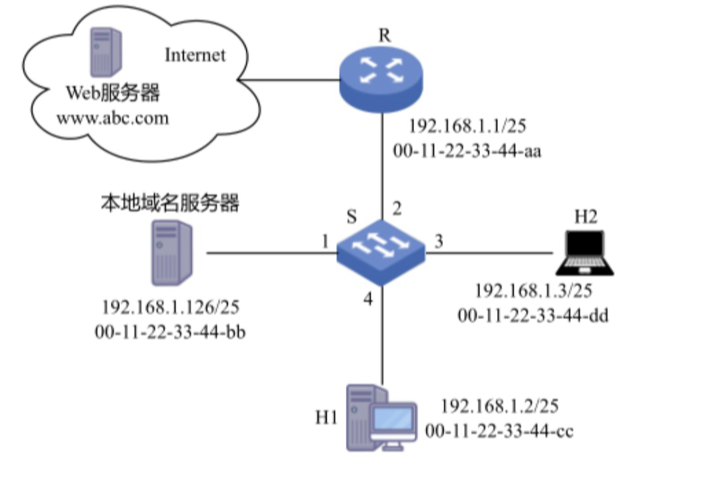 R
Internet
Web服务器
www.abc.com
192.168.1.1/25
00-11-22-33-44-aa
本地域名服务器
S
2
H2
1
3
192.168.1.126/25
00-11-22-33-44-bb
4
192.168.1.3/25
00-11-22-33-44-dd
H1
192.168.1.2/25
00-11-22-33-44-cc